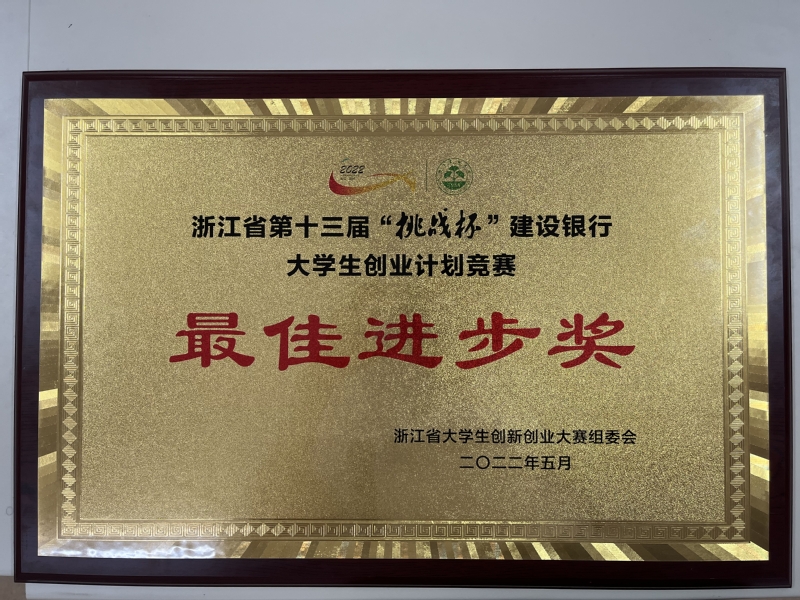 2022
浙江省第十三届“挑战杯”建设银行
大学生创业计划竞赛
最佳进步奖
浙江省大学生创新创业大赛组委会
二〇二二年五月